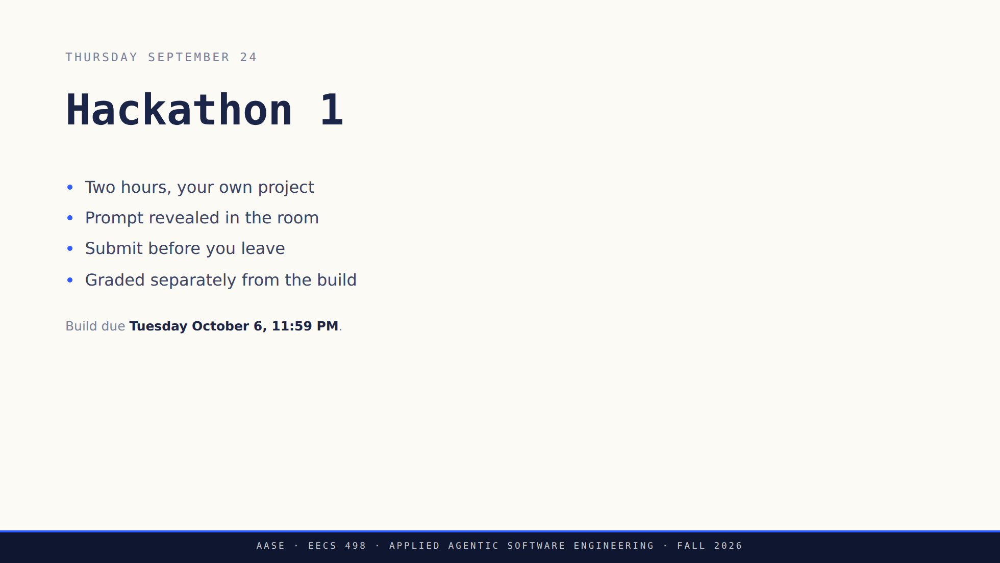 THURSDAY SEPTEMBER 24
Hackathon 1
• Two hours, your own project
• Prompt revealed in the room
• Submit before you leave
• Graded separately from the build
Build due Tuesday October 6, 11:59 PM.
AASE · EECS 498 · APPLIED AGENTIC SOFTWARE ENGINEERING · FALL 2026